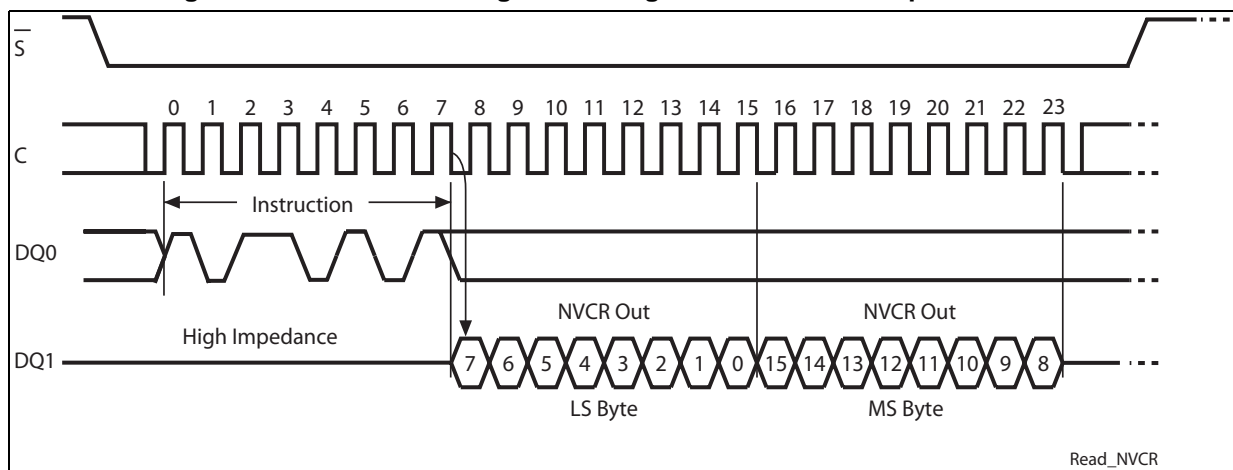 S
0 1 2 3 4 5 6 7 8 9 10 11 12 13 14 15 16 17 18 19 20 21 22 23
C
Instruction
DQ0
NVCR Out NVCR Out
High Impedance
DQ1 7 6 5 4 3 2 1 0 15 14 13 12 11 10 9 8
LS Byte MS Byte
Read_NVCR